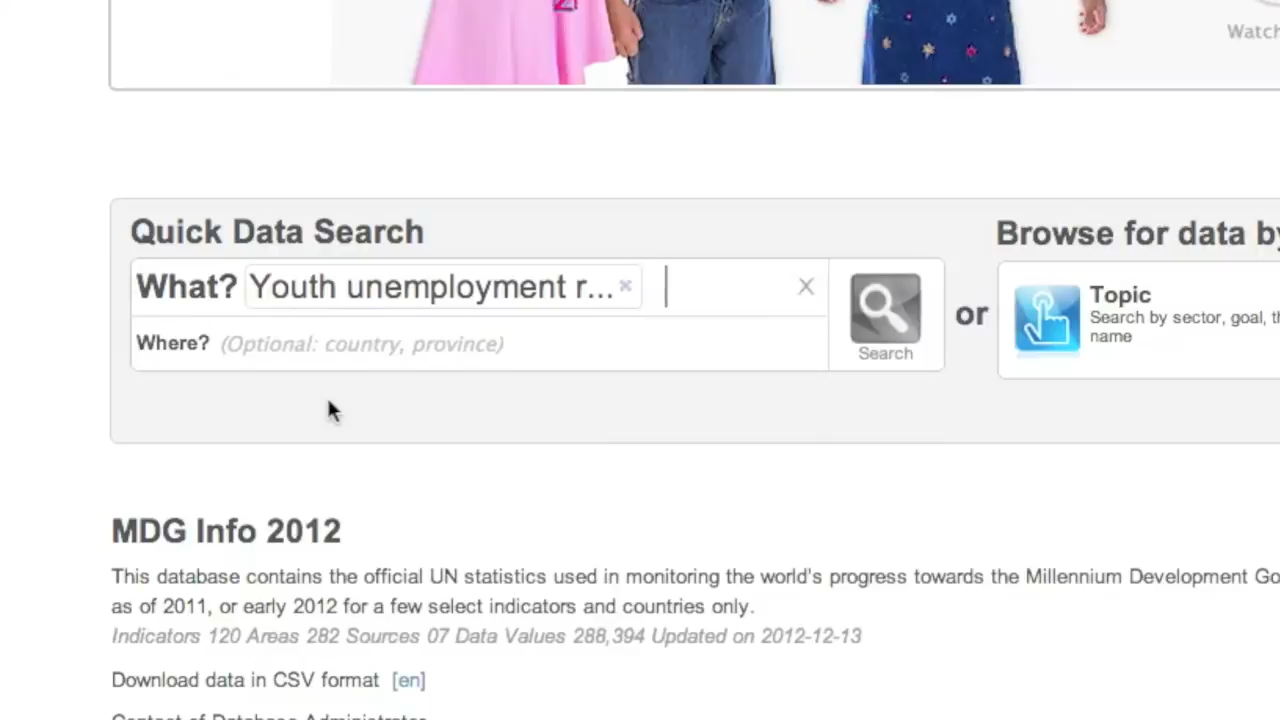 Watch
Quick Data Search
What? Youth unemployment r...
Where? (Optional: country, province)
Search
or
Browse for data by
Topic
Search by sector, goal, th
name
MDG Info 2012
This database contains the official UN statistics used in monitoring the world's progress towards the Millennium Development Go
as of 2011, or early 2012 for a few select indicators and countries only.
Indicators 120 Areas 282 Sources 07 Data Values 288,394 Updated on 2012-12-13
Download data in CSV format [en]
Contact of Database Administrator